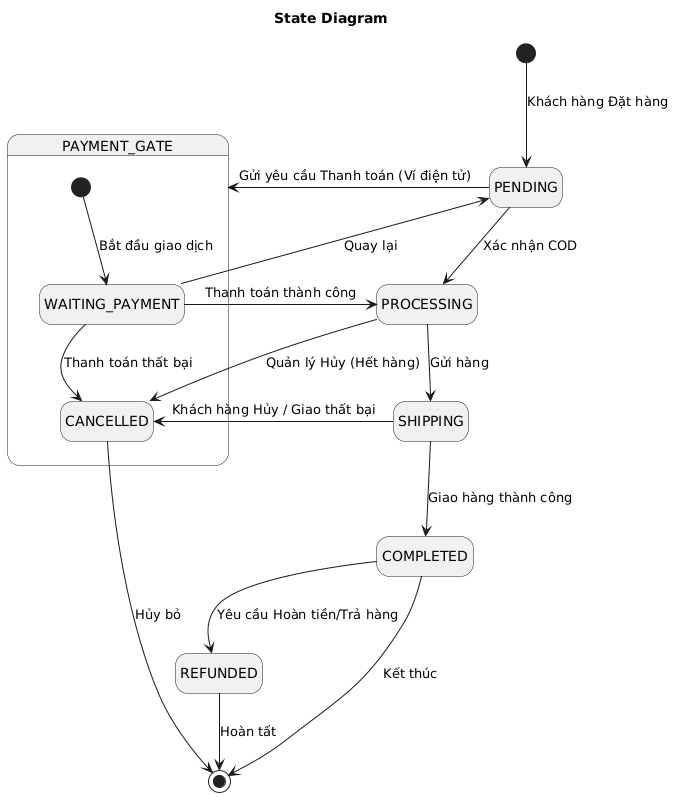 State Diagram
Khách hàng Đặt hàng
PAYMENT_GATE
Gửi yêu cầu Thanh toán (Ví điện tử)
PENDING
Bắt đầu giao dịch
Quay lại
Xác nhận COD
WAITING_PAYMENT
Thanh toán thành công
PROCESSING
Thanh toán thất bại
Quản lý Hủy (Hết hàng)
Gửi hàng
CANCELLED
Khách hàng Hủy / Giao thất bại
SHIPPING
Giao hàng thành công
COMPLETED
Hủy bỏ
Yêu cầu Hoàn tiền/Trả hàng
REFUNDED
Kết thúc
Hoàn tất